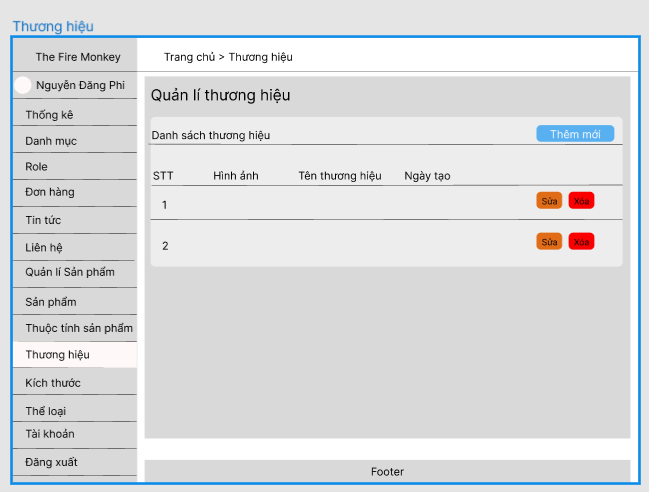 Thương hiệu
The Fire Monkey
Trang chủ > Thương hiệu
Nguyễn Đăng Phi
Thống kê
Danh mục
Role
Đơn hàng
Tin tức
Liên hệ
Quản lí Sản phẩm
Sản phẩm
Thuộc tính sản phẩm
Thương hiệu
Kích thước
Thể loại
Tài khoản
Đăng xuất
Quản lí thương hiệu
Danh sách thương hiệu
Thêm mới
STT Hình ảnh Tên thương hiệu Ngày tạo
1 Sửa Xóa
2 Sửa Xóa
Footer